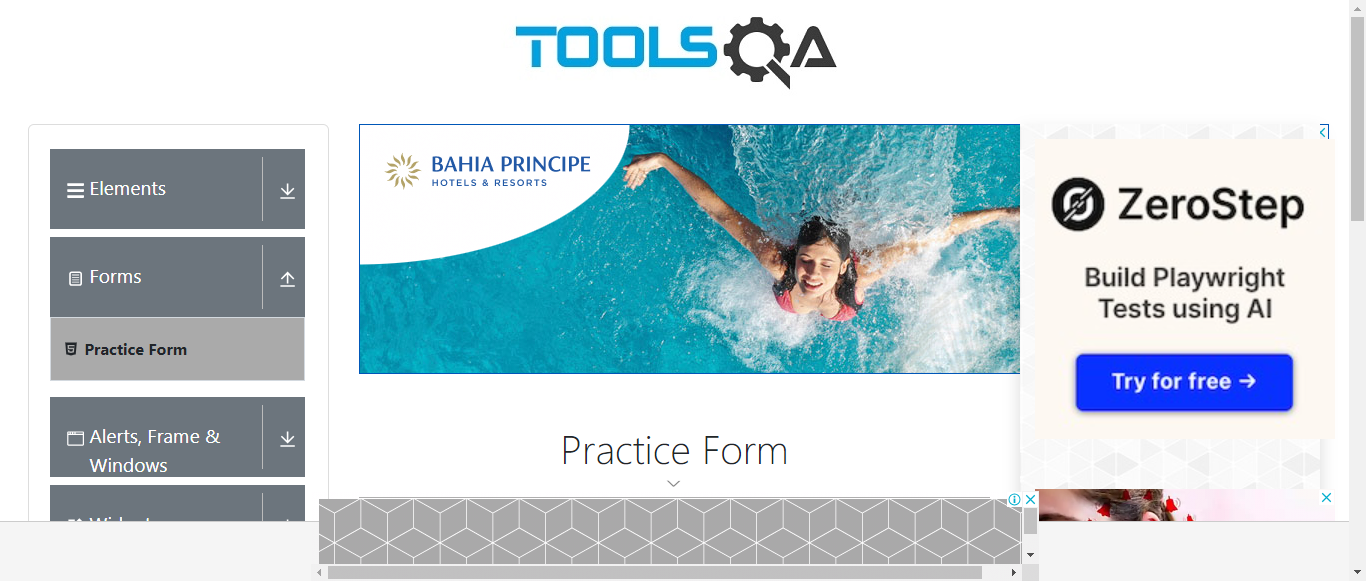 TOOLSQA
Elements
Forms
Practice Form
Alerts, Frame &
Windows
BAHIA PRINCIPE
HOTELS & RESORTS
ZeroStep
Build Playwright
Tests using AI
Try for free →
Practice Form